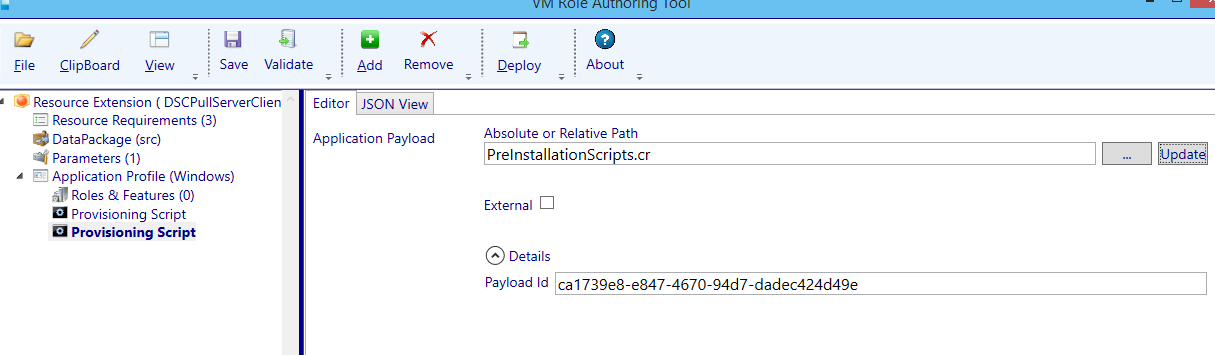 VM Role Authoring Tool
File ClipBoard View Save Validate Add Remove Deploy About
Resource Extension ( DSCPullServerClien
Resource Requirements (3)
DataPackage (src)
Parameters (1)
Application Profile (Windows)
Roles & Features (0)
Provisioning Script
Provisioning Script
Editor JSON View
Application Payload
Absolute or Relative Path
PreInstallationScripts.cr
... Update
External
Details
Payload Id ca1739e8-e847-4670-94d7-dadec424d49e